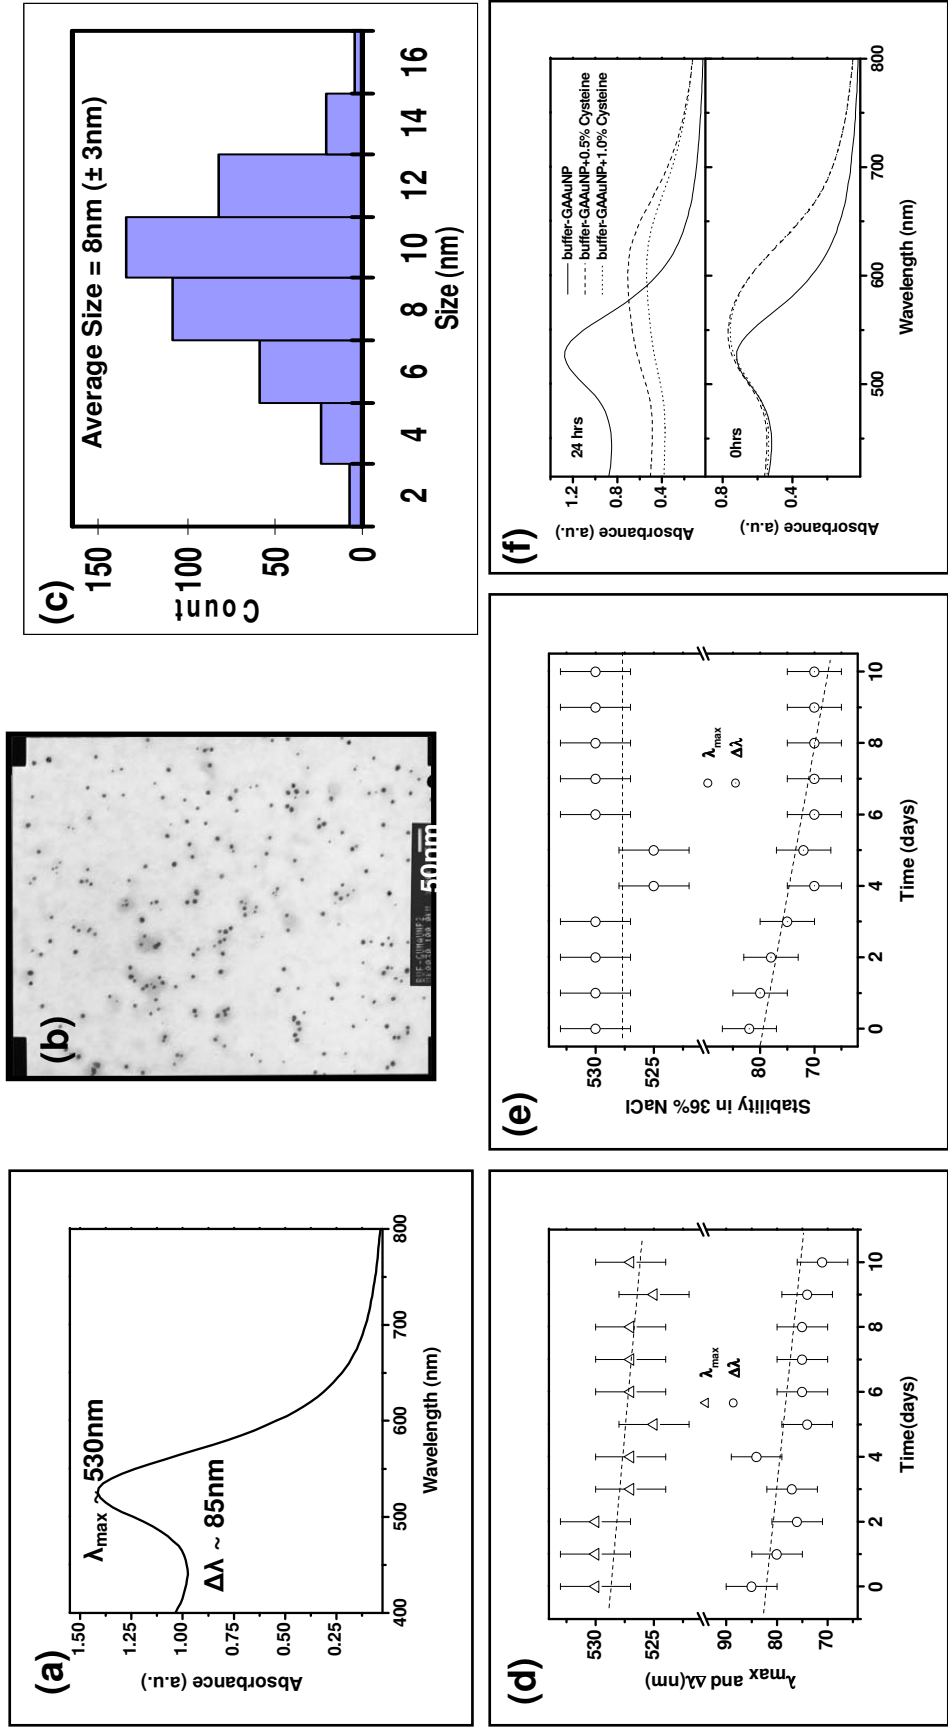 (a)
λmax ~ 530nm
Δλ ~ 85nm
Absorbance (a.u.)
1.50
1.25
1.00
0.75
0.50
0.25
400 500 600 700 800
Wavelength (nm)
(b)
50nm
(c)
Average Size = 8nm (± 3nm)
Count
150
100
50
0
2 4 6 8 10 12 14 16
Size (nm)
(d)
λmax and Δλ(nm)
530
525
90
80
70
λmax
Δλ
0 2 4 6 8 10
Time(days)
(e)
Stability in 36% NaCl
530
525
80
70
λmax
Δλ
0 2 4 6 8 10
Time (days)
(f)
24 hrs
buffer-GAAuNP
buffer-GAAuNP+0.5% Cysteine
buffer-GAAuNP+1.0% Cysteine
Absorbance (a.u.)
1.2
0.8
0.4
0hrs
Absorbance (a.u.)
0.8
0.4
500 600 700 800
Wavelength (nm)